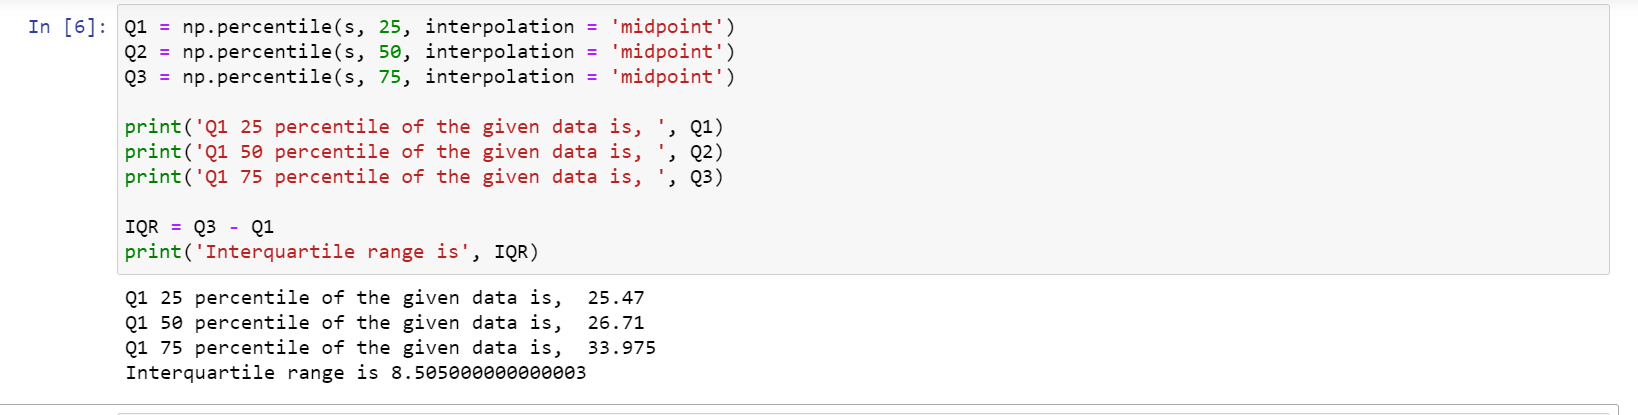 In [6]: Q1 = np.percentile(s, 25, interpolation = 'midpoint')
Q2 = np.percentile(s, 50, interpolation = 'midpoint')
Q3 = np.percentile(s, 75, interpolation = 'midpoint')
print('Q1 25 percentile of the given data is, ', Q1)
print('Q1 50 percentile of the given data is, ', Q2)
print('Q1 75 percentile of the given data is, ', Q3)
IQR = Q3 - Q1
print('Interquartile range is', IQR)
Q1 25 percentile of the given data is,  25.47
Q1 50 percentile of the given data is,  26.71
Q1 75 percentile of the given data is,  33.975
Interquartile range is 8.505000000000003